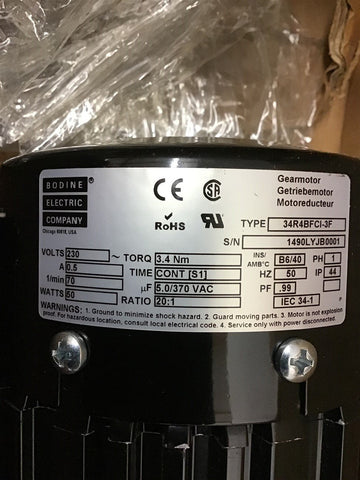 BODINE ®
ELECTRIC
COMPANY
Chicago 60618, USA
CE
RoHS
Gearmotor
Getriebemotor
Motoreducteur
TYPE 34R4BFCI-3F
S/N 1490LYJB0001
VOLTS 230 ~ TORQ 3.4 Nm INS/AMB°C B6/40 PH 1
A 0.5 TIME CONT [S1] HZ 50 IP 44
1/min 70 µF 5.0/370 VAC PF .99
WATTS 50 RATIO 20:1 IEC 34-1
WARNINGS: 1. Ground to minimize shock hazard. 2. Guard moving parts. 3. Motor is not explosion
proof. For hazardous location, consult local electrical code. 4. Service only with power disconnected.